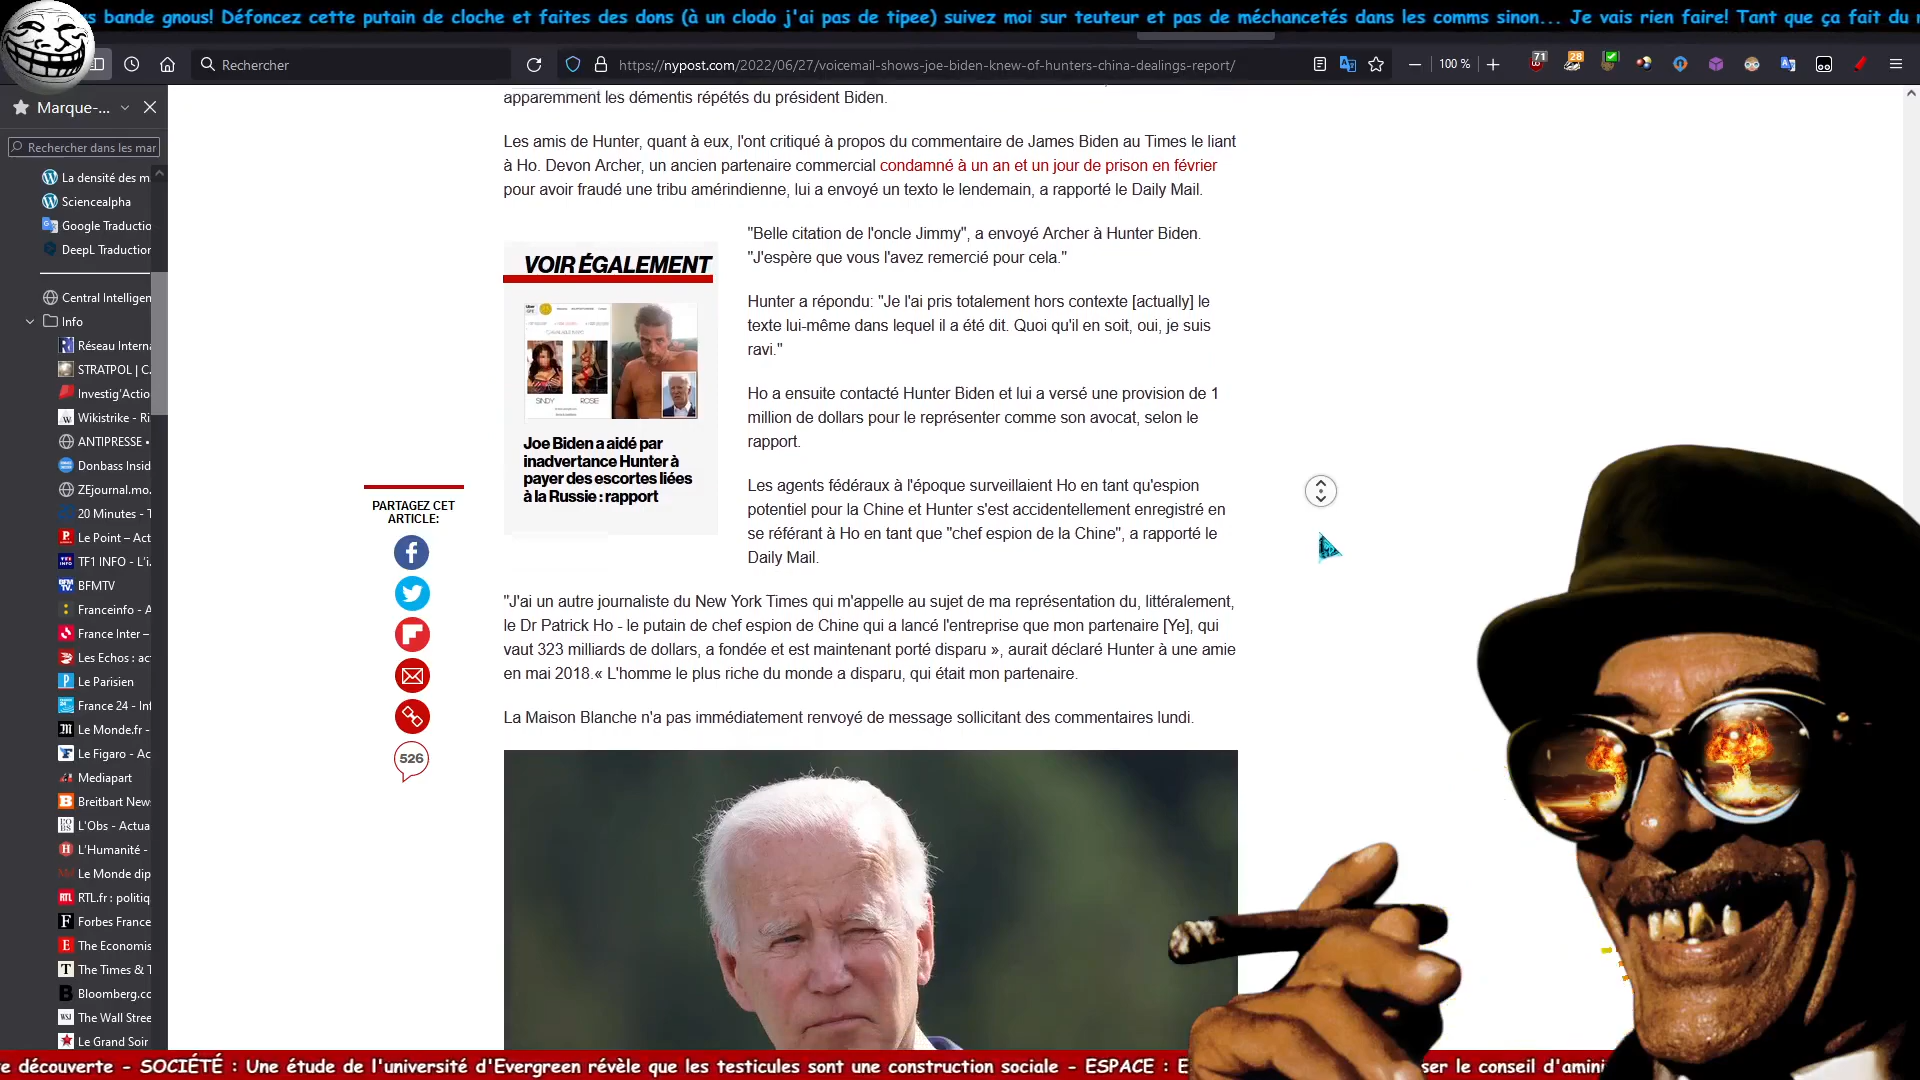 s bande gnous! Défoncez cette putain de cloche et faites des dons (à un clodo j'ai pas de tipee) suivez moi sur teuteur et pas de méchancetés dans les comms sinon... Je vais rien faire! Tant que ça fait du
Rechercher
https://nypost.com/2022/06/27/voicemail-shows-joe-biden-knew-of-hunters-china-dealings-report/
100 %
71
28
Marque-...
Rechercher dans les mar
La densité des m
Sciencealpha
Google Traductio
DeepL Traduction
Central Intelligen
Info
Réseau Interna
STRATPOL | C.
Investig'Actio
Wikistrike - Ri
ANTIPRESSE •
Donbass Insid
ZEjournal.mo.
20 Minutes - T
Le Point – Act
TF1 INFO - L'i.
BFMTV
Franceinfo - A
France Inter –
Les Echos : ac
Le Parisien
France 24 - Inf
Le Monde.fr -
Le Figaro - Ac
Mediapart
Breitbart New
L'Obs - Actua
L'Humanité -
Le Monde dip
RTL.fr : politiq
Forbes France
The Economis
The Times & T
Bloomberg.co
The Wall Stree
Le Grand Soir
apparemment les démentis répétés du président Biden.
Les amis de Hunter, quant à eux, l'ont critiqué à propos du commentaire de James Biden au Times le liant
à Ho. Devon Archer, un ancien partenaire commercial condamné à un an et un jour de prison en février
pour avoir fraudé une tribu amérindienne, lui a envoyé un texto le lendemain, a rapporté le Daily Mail.
VOIR ÉGALEMENT
SINDY
ROSIE
Joe Biden a aidé par
inadvertance Hunter à
payer des escortes liées
à la Russie : rapport
"Belle citation de l'oncle Jimmy", a envoyé Archer à Hunter Biden.
"J'espère que vous l'avez remercié pour cela."
Hunter a répondu: "Je l'ai pris totalement hors contexte [actually] le
texte lui-même dans lequel il a été dit. Quoi qu'il en soit, oui, je suis
ravi."
Ho a ensuite contacté Hunter Biden et lui a versé une provision de 1
million de dollars pour le représenter comme son avocat, selon le
rapport.
Les agents fédéraux à l'époque surveillaient Ho en tant qu'espion
potentiel pour la Chine et Hunter s'est accidentellement enregistré en
se référant à Ho en tant que "chef espion de la Chine", a rapporté le
Daily Mail.
PARTAGEZ CET
ARTICLE:
526
"J'ai un autre journaliste du New York Times qui m'appelle au sujet de ma représentation du, littéralement,
le Dr Patrick Ho - le putain de chef espion de Chine qui a lancé l'entreprise que mon partenaire [Ye], qui
vaut 323 milliards de dollars, a fondée et est maintenant porté disparu », aurait déclaré Hunter à une amie
en mai 2018.« L'homme le plus riche du monde a disparu, qui était mon partenaire.
La Maison Blanche n'a pas immédiatement renvoyé de message sollicitant des commentaires lundi.
e découverte - SOCIÉTÉ : Une étude de l'université d'Evergreen révèle que les testicules sont une construction sociale - ESPACE : E
ser le conseil d'amini